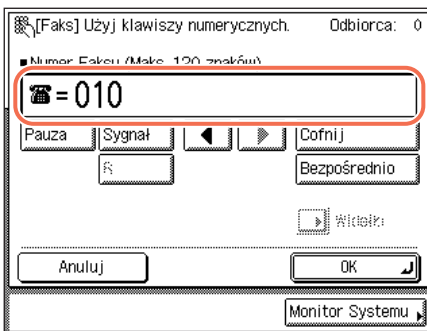 [Faks] Użyj klawiszy numerycznych. Odbiorca: 0
■Numer Faksu (Maks. 120 znaków)
☎=010
Pauza Sygnał ◀ ▶ Cofnij
R Bezpośrednio
Widełki
Anuluj OK
Monitor Systemu